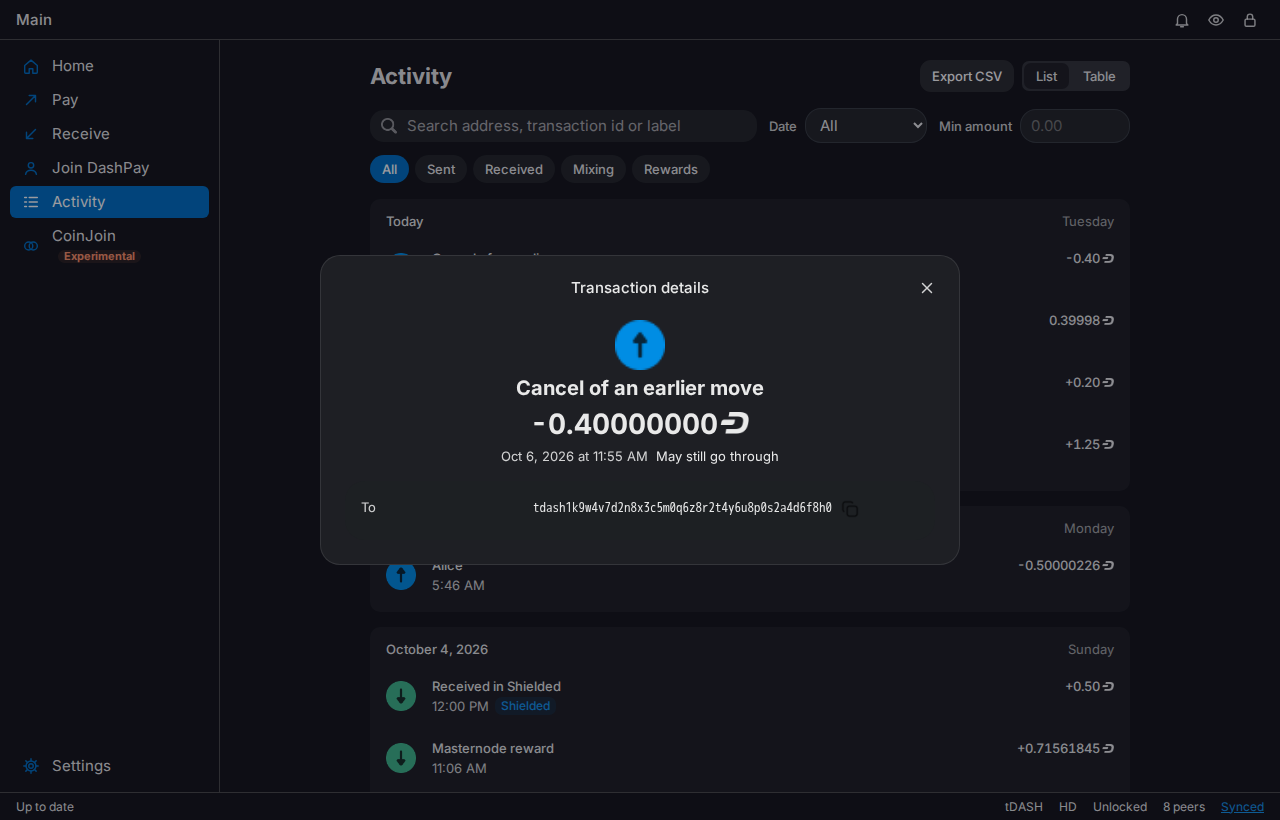 Main
Home
Pay
Receive
Join DashPay
Activity
CoinJoin
Experimental
Settings
Activity
Export CSV
List
Table
Search address, transaction id or label
Date
All
Min amount
0.00
All
Sent
Received
Mixing
Rewards
Today
Tuesday
-0.40
0.39998
+0.20
+1.25
Transaction details
Cancel of an earlier move
-0.40000000
Oct 6, 2026 at 11:55 AM May still go through
To
tdash1k9w4v7d2n8x3c5m0q6z8r2t4y6u8p0s2a4d6f8h0
Monday
Alice
-0.50000226
5:46 AM
October 4, 2026
Sunday
Received in Shielded
+0.50
12:00 PM Shielded
Masternode reward
+0.71561845
11:06 AM
Up to date
tDASH
HD
Unlocked
8 peers
Synced